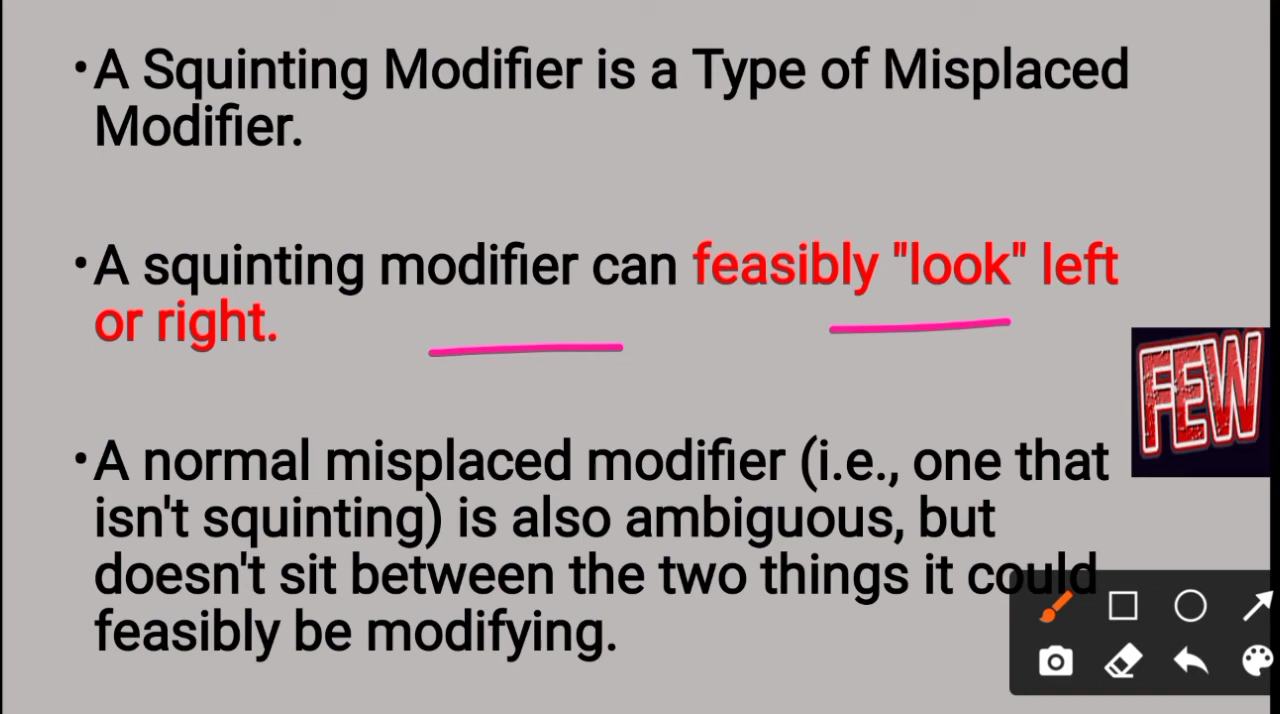 •A Squinting Modifier is a Type of Misplaced
Modifier.
•A squinting modifier can feasibly "look" left
or right.
FEW
•A normal misplaced modifier (i.e., one that
isn't squinting) is also ambiguous, but
doesn't sit between the two things it could
feasibly be modifying.